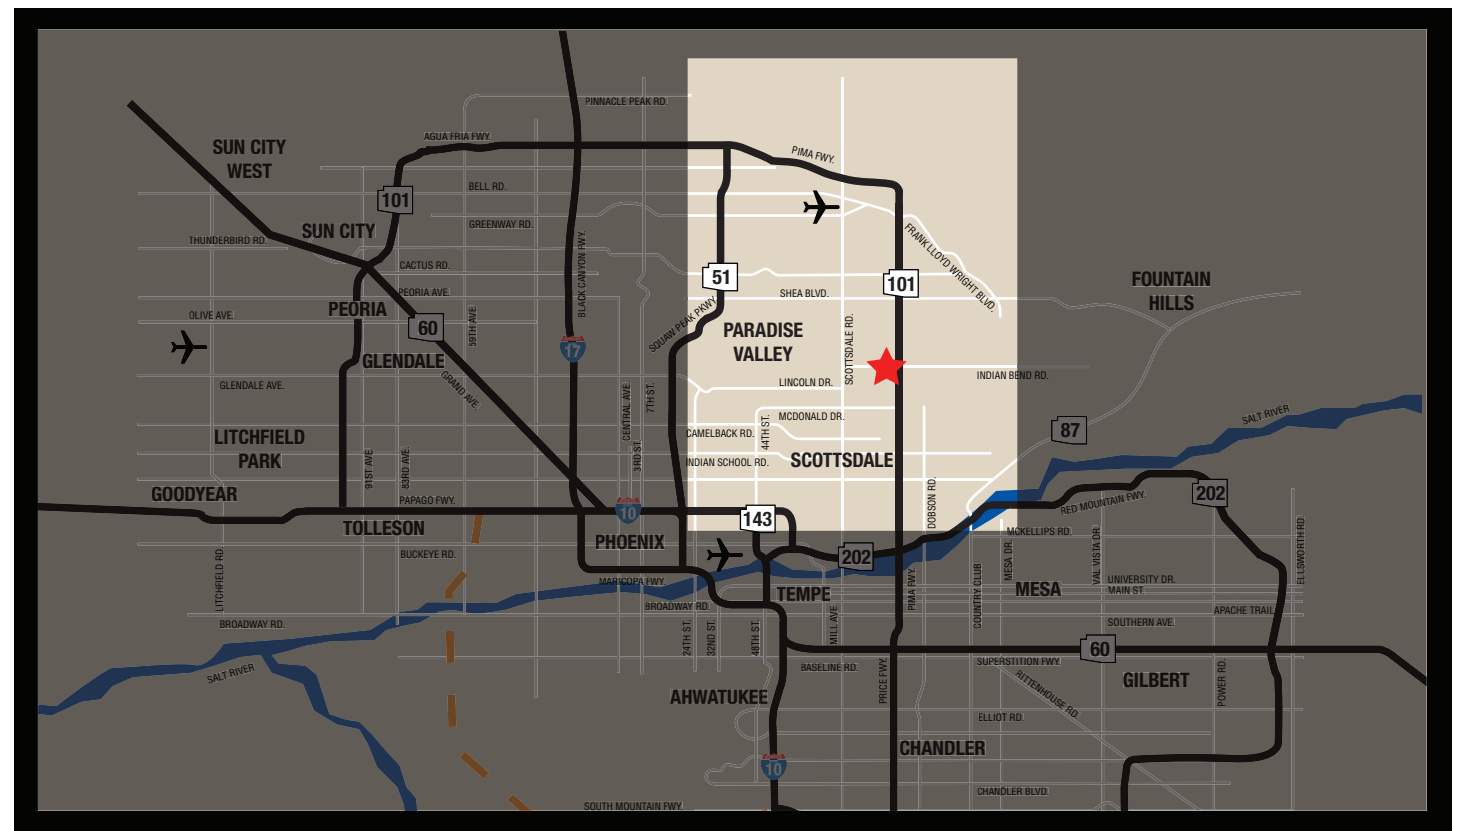 PINNACLE PEAK RD.
AGUA FRIA FWY.
SUN CITY
WEST
PIMA FWY.
BELL RD.
101
SUN CITY
GREENWAY RD.
THUNDERBIRD RD.
FRANK LLOYD WRIGHT BLVD.
BLACK CANYON FWY.
CACTUS RD.
51
101
FOUNTAIN
HILLS
PEORIA AVE.
SHEA BLVD.
PEORIA
OLIVE AVE.
60
59TH AVE.
SQUAW PEAK PKWY.
PARADISE
VALLEY
SCOTTSDALE RD.
17
GLENDALE
GLENDALE AVE.
GRAND AVE
LINCOLN DR.
INDIAN BEND RD.
CENTRAL AVE.
7TH ST.
MCDONALD DR.
SALT RIVER
44TH ST.
CAMELBACK RD.
87
LITCHFIELD
PARK
3RD ST.
INDIAN SCHOOL RD.
SCOTTSDALE
91ST AVE
83RD AVE.
GOODYEAR
PAPAGO FWY.
10
143
DOBSON RD.
RED MOUNTAIN FWY.
202
TOLLESON
PHOENIX
MCKELLIPS RD.
BUCKEYE RD.
202
MESA DR.
VAL VISTA DR.
ELLSWORTH RD.
LITCHFIELD RD.
MARICOPA FWY.
TEMPE
PIMA FWY.
COUNTRY CLUB
MESA
UNIVERSITY DR.
MAIN ST.
BROADWAY RD.
APACHE TRAIL
BROADWAY RD.
24TH ST.
32ND ST.
48TH ST.
MILL AVE.
SOUTHERN AVE.
60
SALT RIVER
BASELINE RD.
PRICE FWY.
SUPERSTITION FWY.
GILBERT
POWER RD.
AHWATUKEE
RITTENHOUSE RD.
ELLIOT RD.
CHANDLER
10
CHANDLER BLVD.
SOUTH MOUNTAIN FWY.